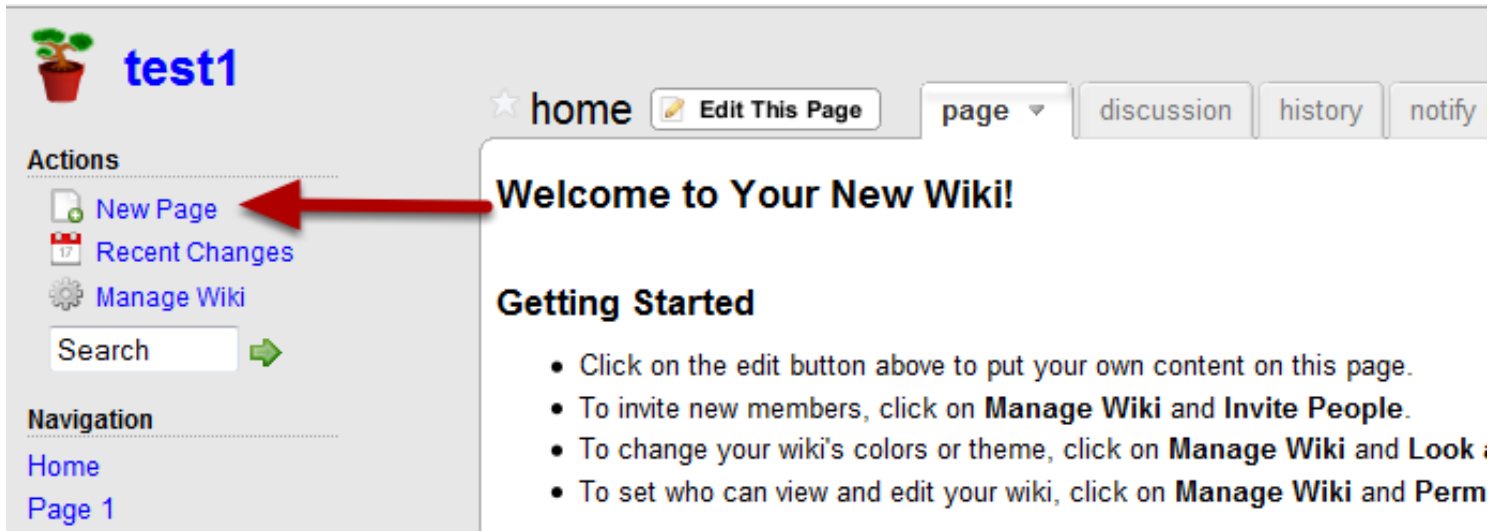 test1
home Edit This Page page discussion history notify
Actions
New Page
Recent Changes
17
Manage Wiki
Search
Navigation
Home
Page 1
Welcome to Your New Wiki!
Getting Started
• Click on the edit button above to put your own content on this page.
• To invite new members, click on Manage Wiki and Invite People.
• To change your wiki's colors or theme, click on Manage Wiki and Look
• To set who can view and edit your wiki, click on Manage Wiki and Perm